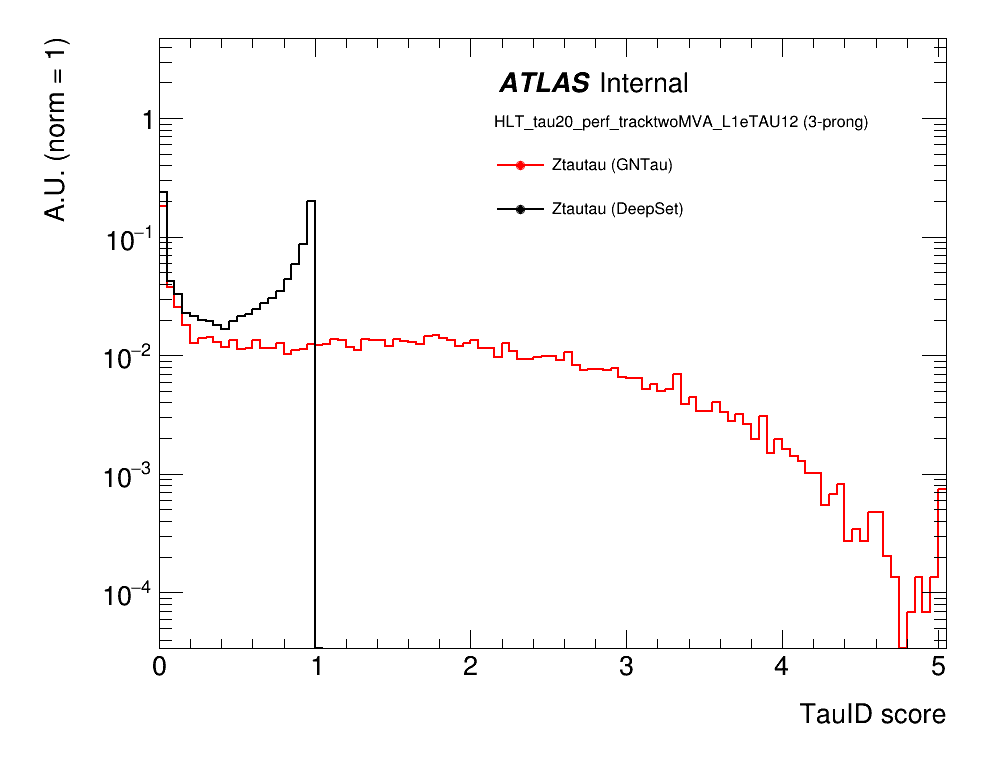 A.U. (norm = 1)
ATLAS Internal
HLT_tau20_perf_tracktwoMVA_L1eTAU12 (3-prong)
Ztautau (GNTau)
Ztautau (DeepSet)
1
10⁻¹
10⁻²
10⁻³
10⁻⁴
0 1 2 3 4 5
TauID score